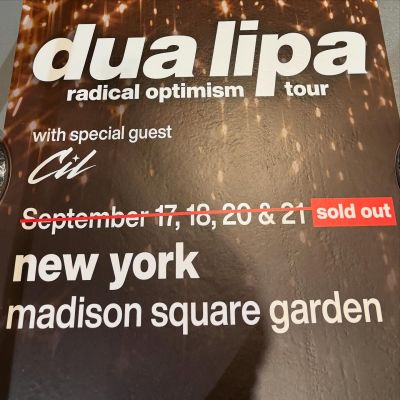 dua lipa
radical optimism tour
with special guest
Cil
September 17, 18, 20 & 21 sold out
new york
madison square garden